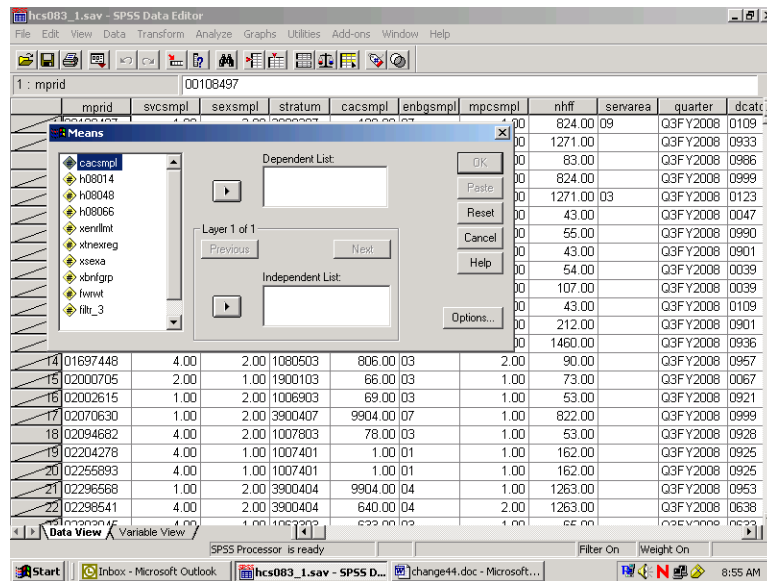 hcs083_1.sav - SPSS Data Editor
File Edit View Data Transform Analyze Graphs Utilities Add-ons Window Help
1 : mprid 00108497
mprid svcsmpl sexsmpl stratum cacsmpl enbgsmpl mpcsmpl nhff servarea quarter dcatc
824.00 09 Q3FY2008 0109
Means
1271.00 Q3FY2008 0933
cacsmpl Dependent List: OK 83.00 Q3FY2008 0986
h08014 824.00 Q3FY2008 0999
h08048 Paste 1271.00 03 Q3FY2008 0123
h08066 Reset 43.00 Q3FY2008 0047
xenrllmt Layer 1 of 1 Cancel 55.00 Q3FY2008 0990
xtnexreg Previous Next 43.00 Q3FY2008 0901
xsexa Help 54.00 Q3FY2008 0039
xbnfgrp Independent List: 107.00 Q3FY2008 0039
fwrwt 43.00 Q3FY2008 0109
filtr_3 Options... 212.00 Q3FY2008 0901
1460.00 Q3FY2008 0936
14 01697448 4.00 2.00 1080503 806.00 03 2.00 90.00 Q3FY2008 0957
15 02000705 2.00 1.00 1900103 66.00 03 1.00 73.00 Q3FY2008 0067
16 02002615 1.00 2.00 1006903 69.00 03 1.00 53.00 Q3FY2008 0921
17 02070630 1.00 2.00 3900407 9904.00 07 1.00 822.00 Q3FY2008 0999
18 02094682 4.00 2.00 1007803 78.00 03 1.00 53.00 Q3FY2008 0928
19 02204278 4.00 1.00 1007401 1.00 01 1.00 162.00 Q3FY2008 0925
20 02255893 4.00 1.00 1007401 1.00 01 1.00 162.00 Q3FY2008 0925
21 02296568 1.00 2.00 3900404 9904.00 04 1.00 1263.00 Q3FY2008 0953
22 02298541 4.00 2.00 3900404 640.00 04 2.00 1263.00 Q3FY2008 0638
Data View Variable View
SPSS Processor is ready Filter On Weight On
Start Inbox - Microsoft Outlook hcs083_1.sav - SPSS D... change44.doc - Microsoft... N 8:55 AM